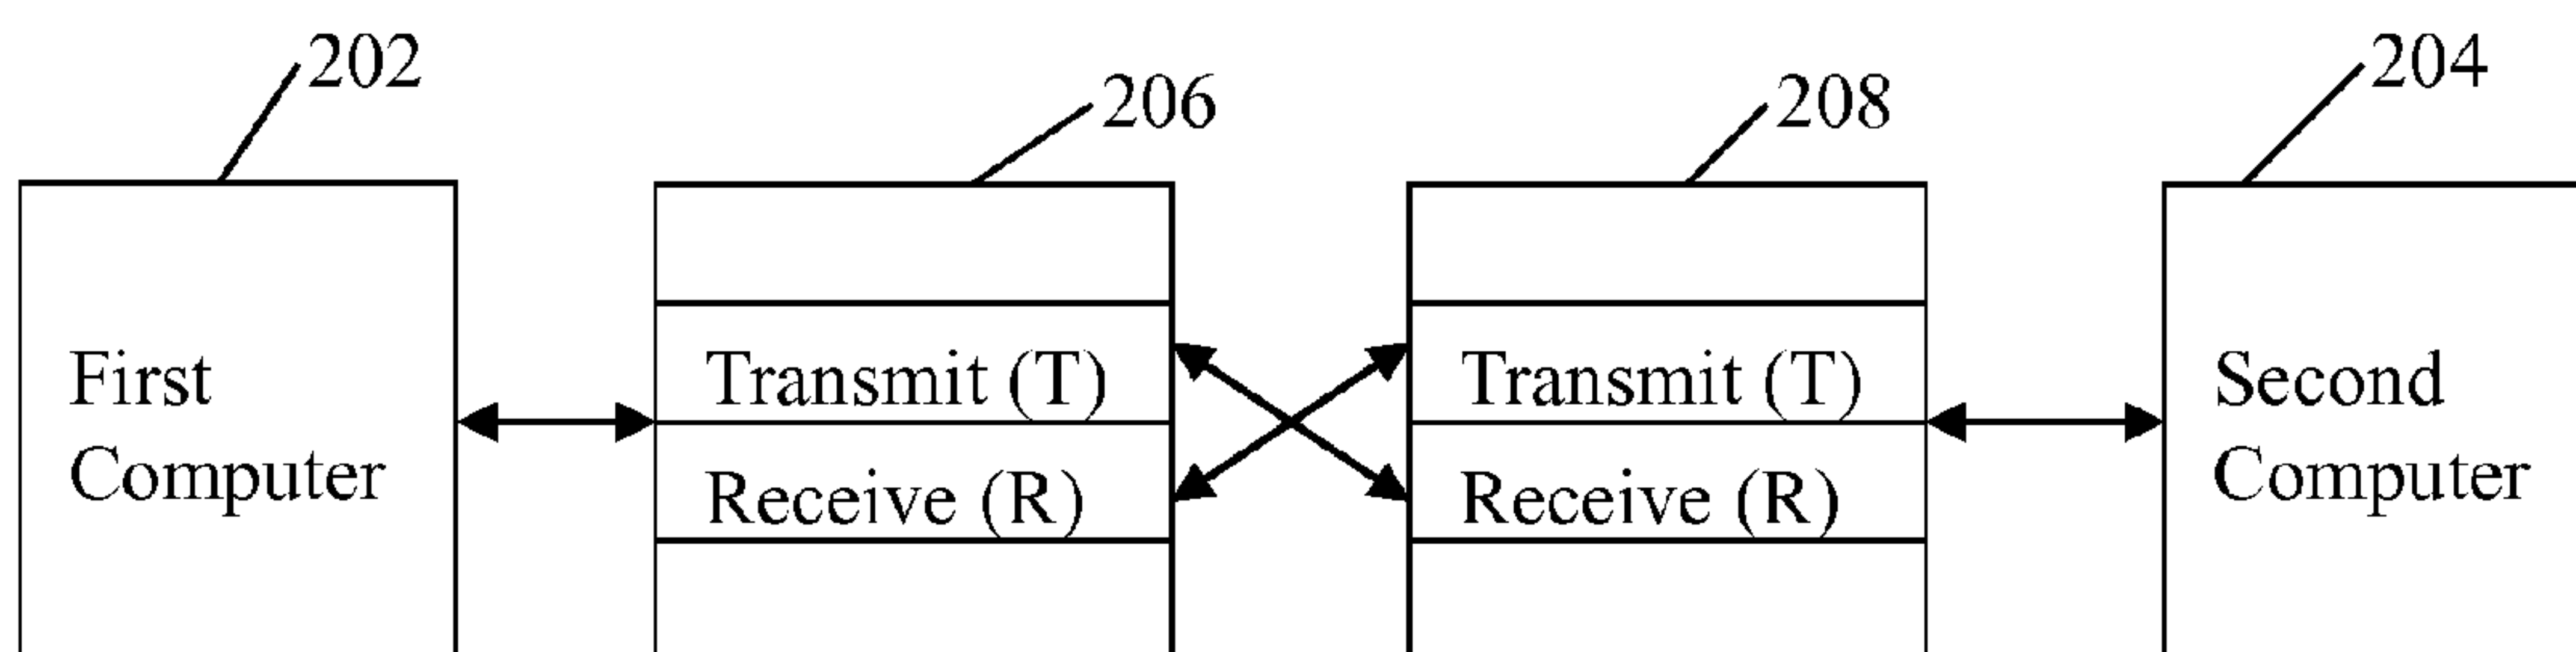 202
206
208
204
First
Computer
Transmit (T)
Receive (R)
Transmit (T)
Receive (R)
Second
Computer